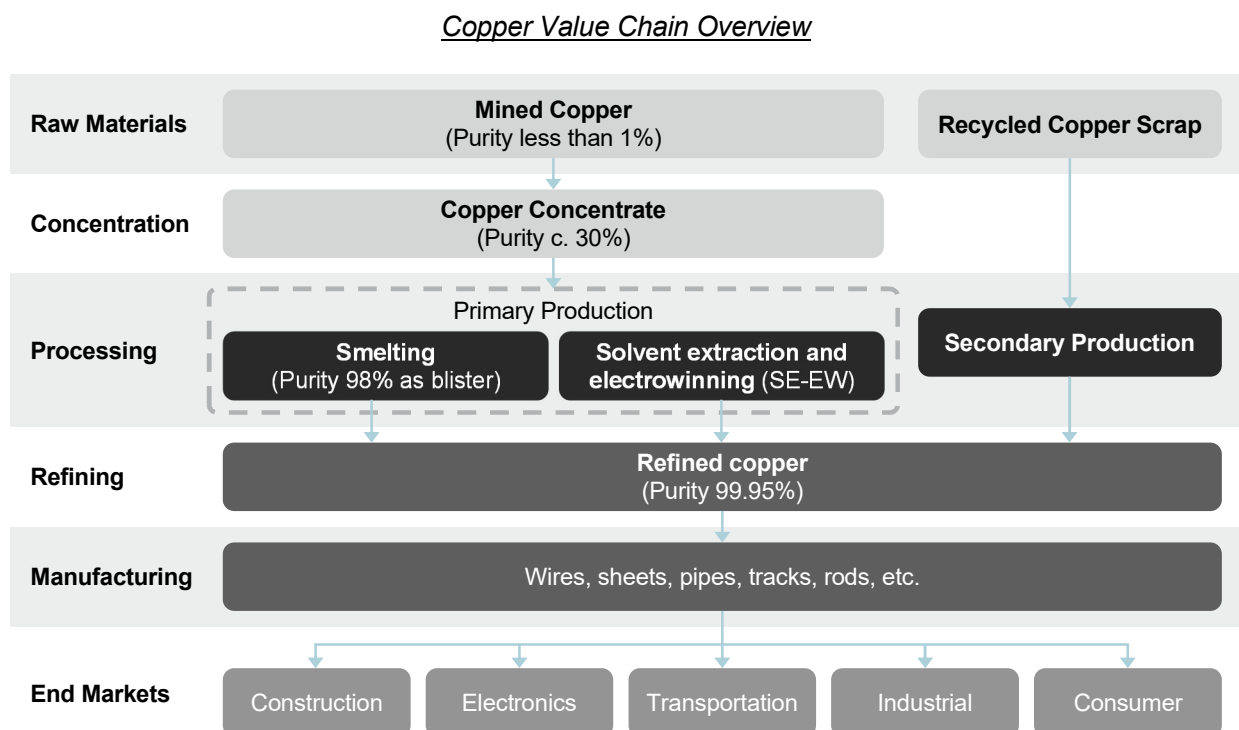 Copper Value Chain Overview
Raw Materials
Mined Copper
(Purity less than 1%)
Recycled Copper Scrap
Concentration
Copper Concentrate
(Purity c. 30%)
Processing
Primary Production
Smelting
(Purity 98% as blister)
Solvent extraction and
electrowinning (SE-EW)
Secondary Production
Refining
Refined copper
(Purity 99.95%)
Manufacturing
Wires, sheets, pipes, tracks, rods, etc.
End Markets
Construction
Electronics
Transportation
Industrial
Consumer